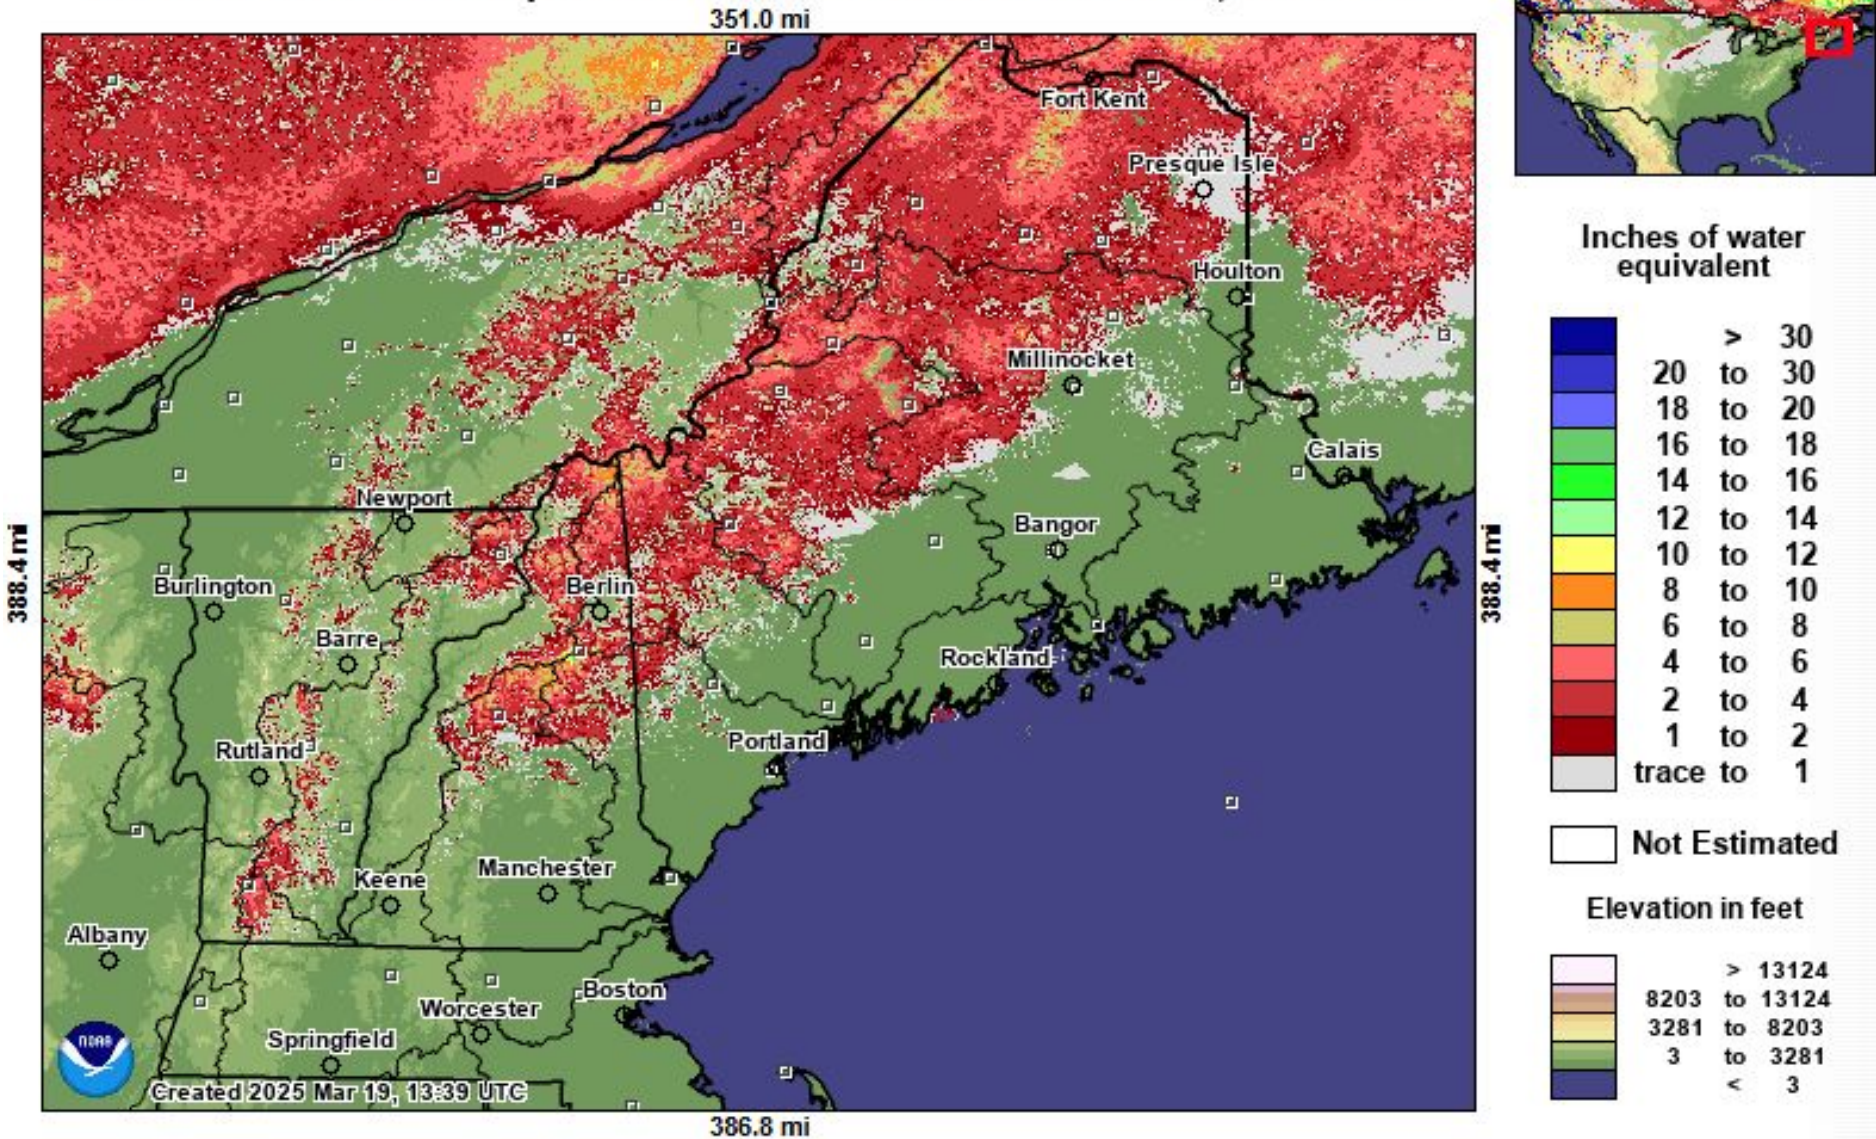 351.0 mi
Fort Kent
Presque Isle
Houlton
Millinocket
Calais
Newport
Bangor
388.4 mi
388.4 mi
Burlington
Berlin
Barre
Rockland
Rutland
Portland
Keene
Manchester
Albany
Boston
Worcester
Springfield
NOAA
Created 2025 Mar 19, 13:39 UTC
386.8 mi
Inches of water
equivalent
> 30
20 to 30
18 to 20
16 to 18
14 to 16
12 to 14
10 to 12
8 to 10
6 to 8
4 to 6
2 to 4
1 to 2
trace to 1
Not Estimated
Elevation in feet
> 13124
8203 to 13124
3281 to 8203
3 to 3281
< 3